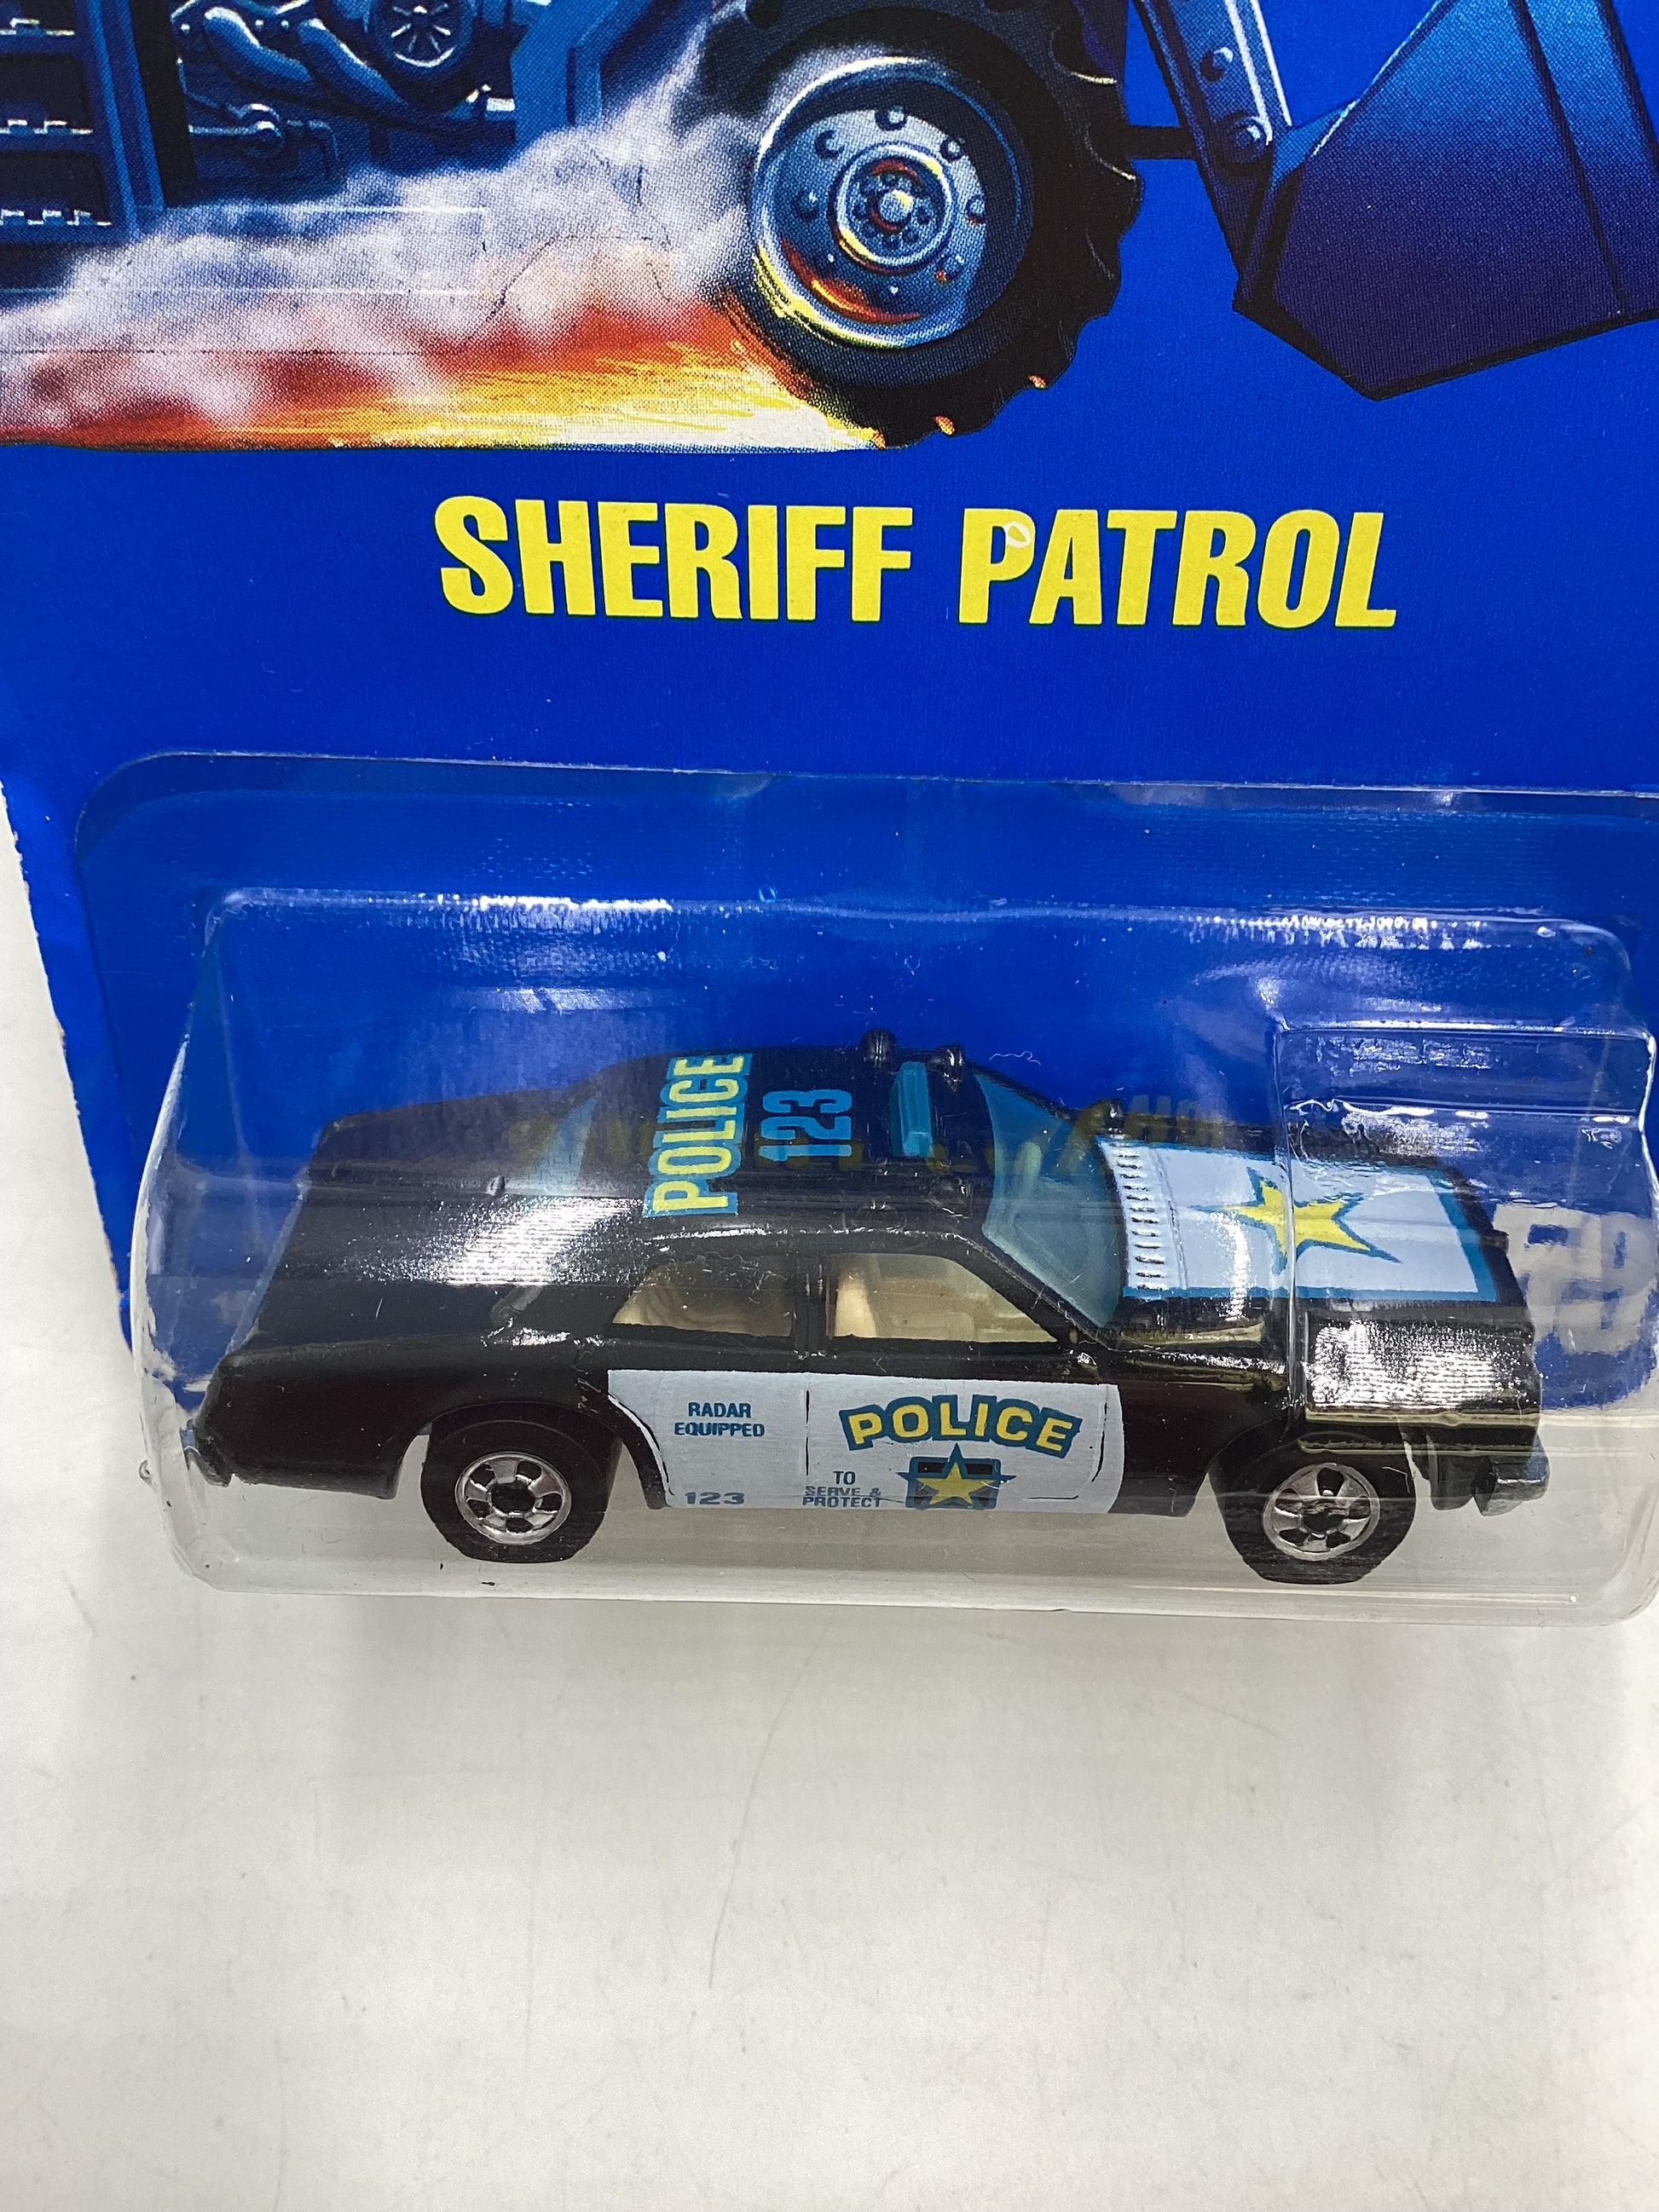 SHERIFF PATROL
POLICE
123
RADAR
EQUIPPED
123
POLICE
TO
SERVE &
PROTECT